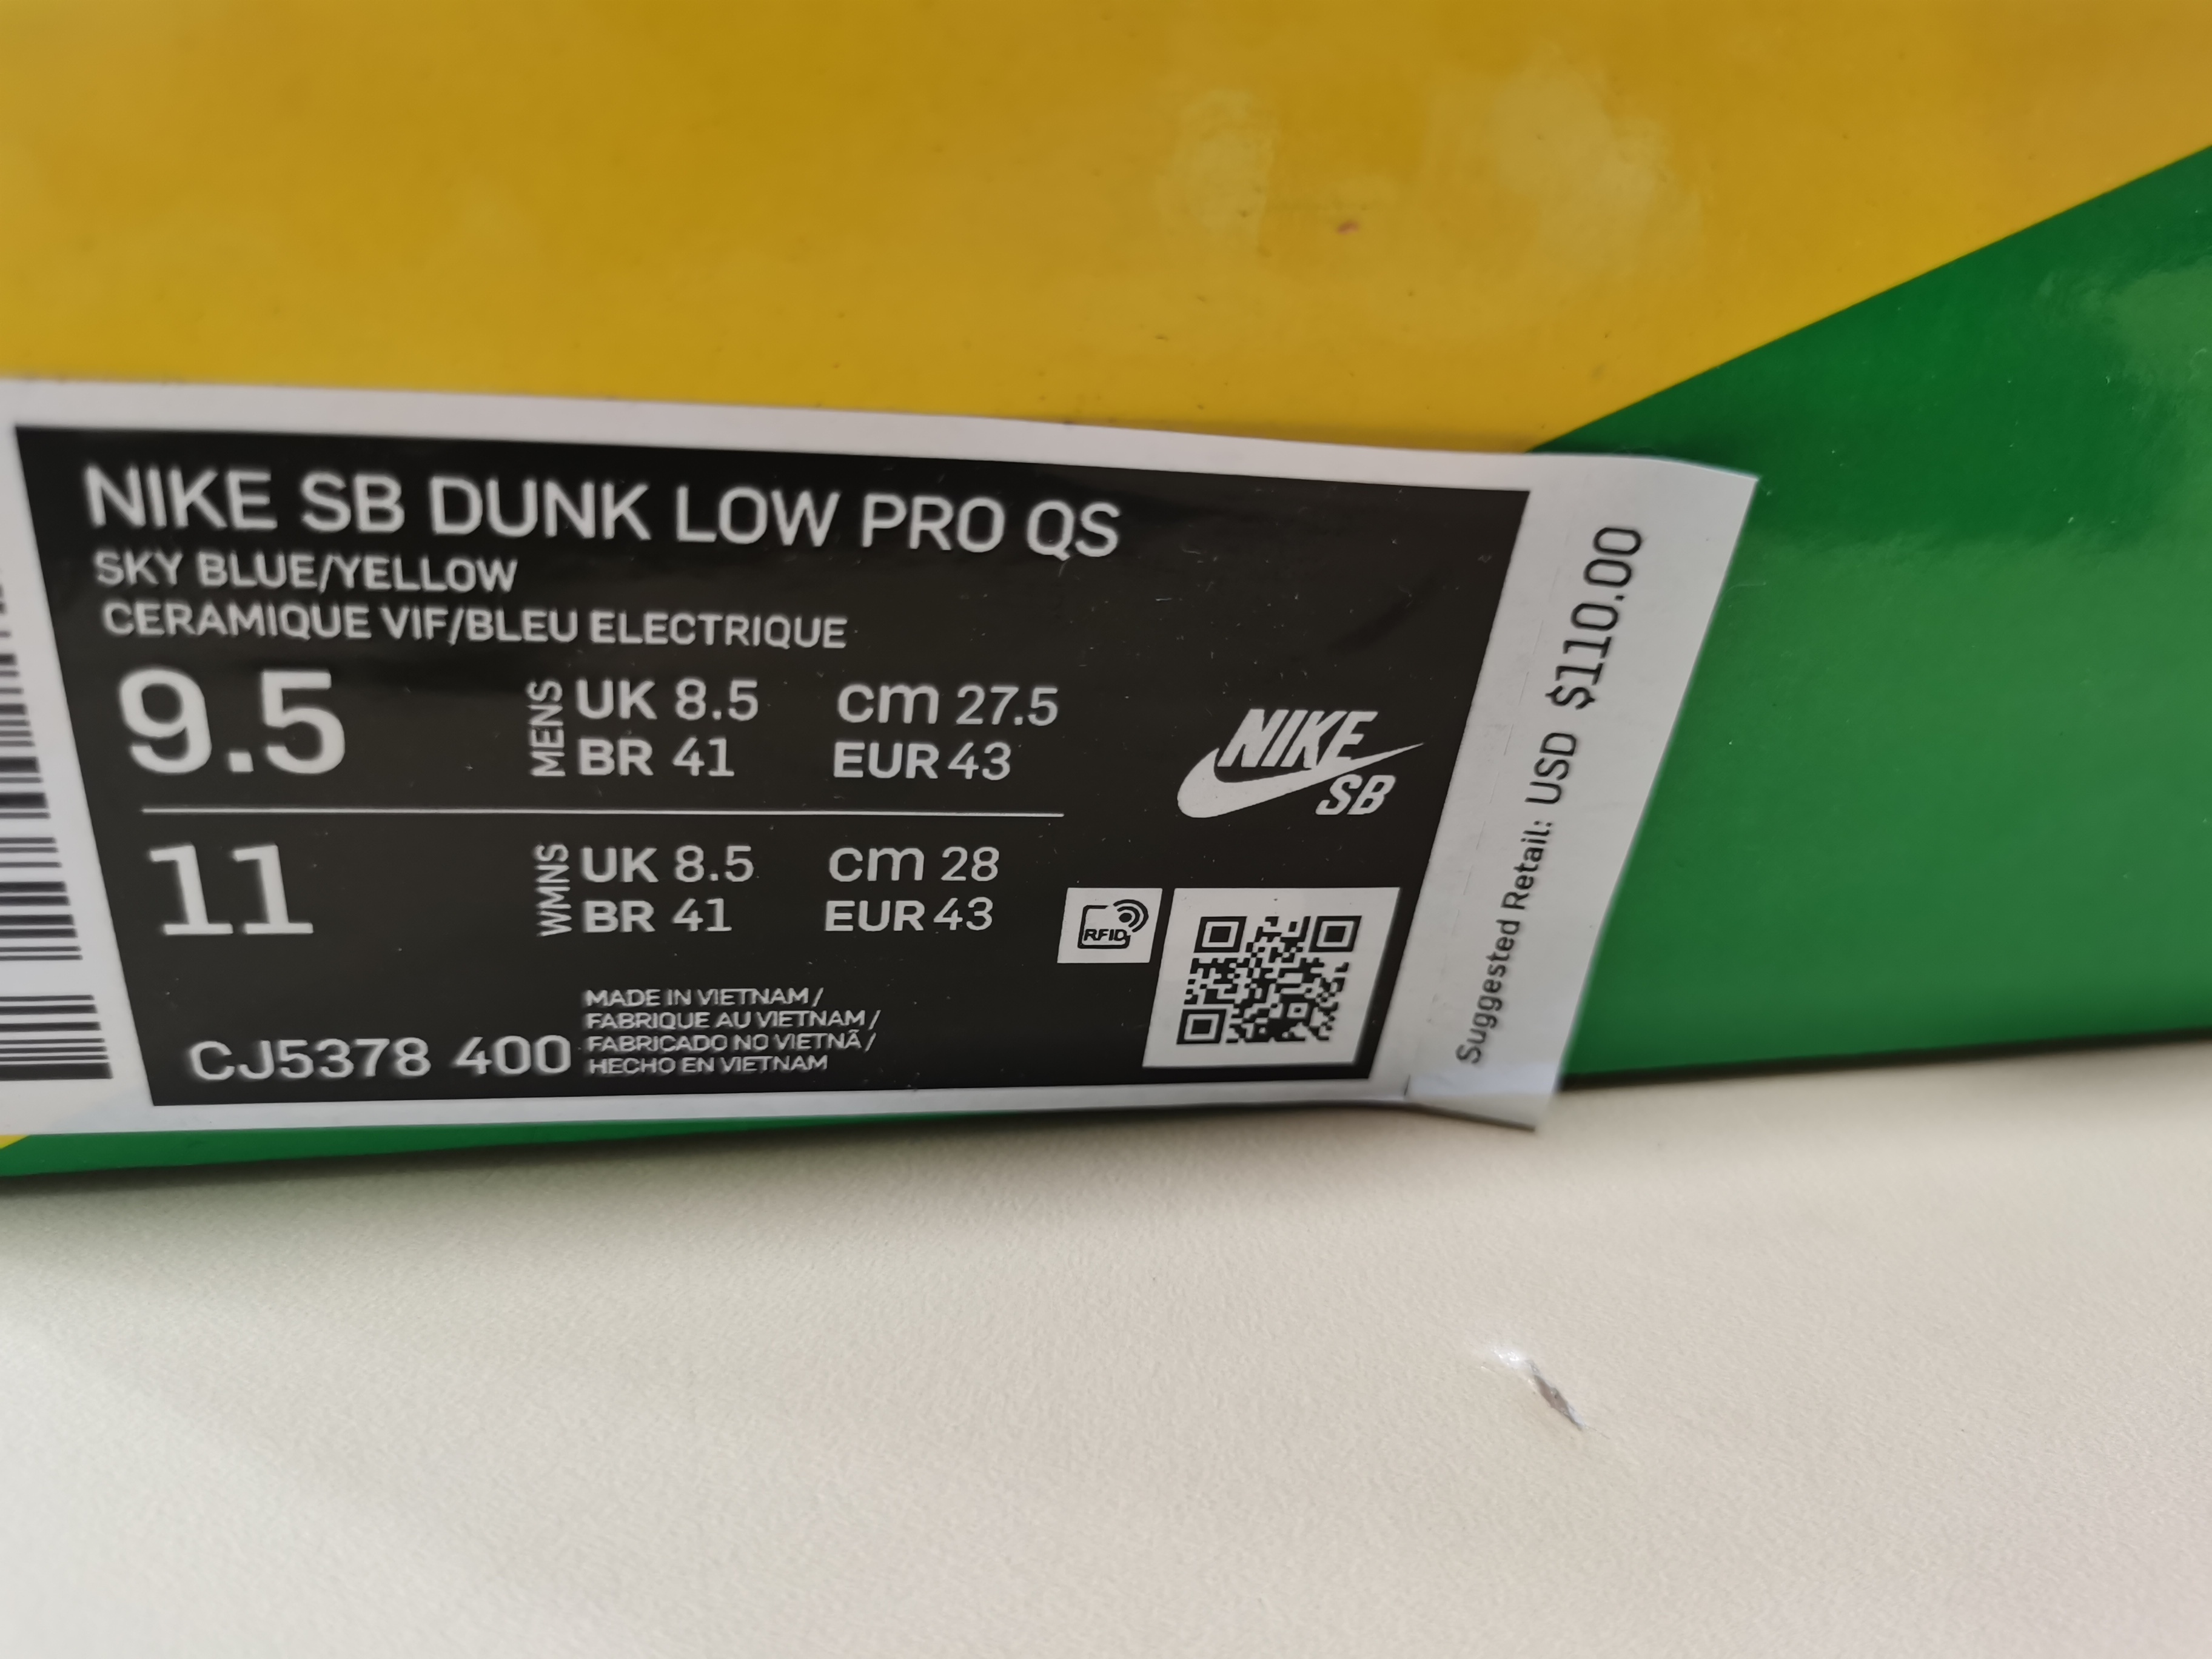 NIKE SB DUNK LOW PRO QS
SKY BLUE/YELLOW
CERAMIQUE VIF/BLEU ELECTRIQUE
9.5
MENS
UK 8.5 cm 27.5
BR 41 EUR 43
11
WMNS
UK 8.5 cm 28
BR 41 EUR 43
NIKE
SB
RFID
CJ5378 400
MADE IN VIETNAM /
FABRIQUE AU VIETNAM /
FABRICADO NO VIETNÃ /
HECHO EN VIETNAM
Suggested Retail: USD $110.00